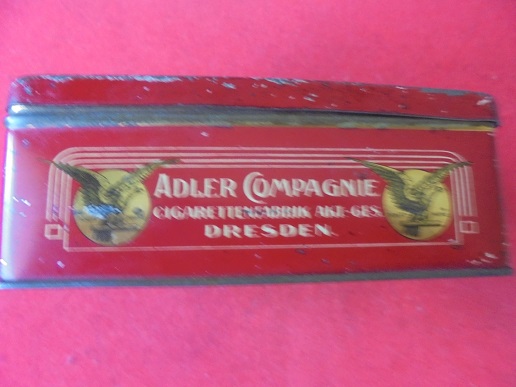 ADLER COMPAGNIE
CIGARETTENFABRIK AKT-GES.
DRESDEN.